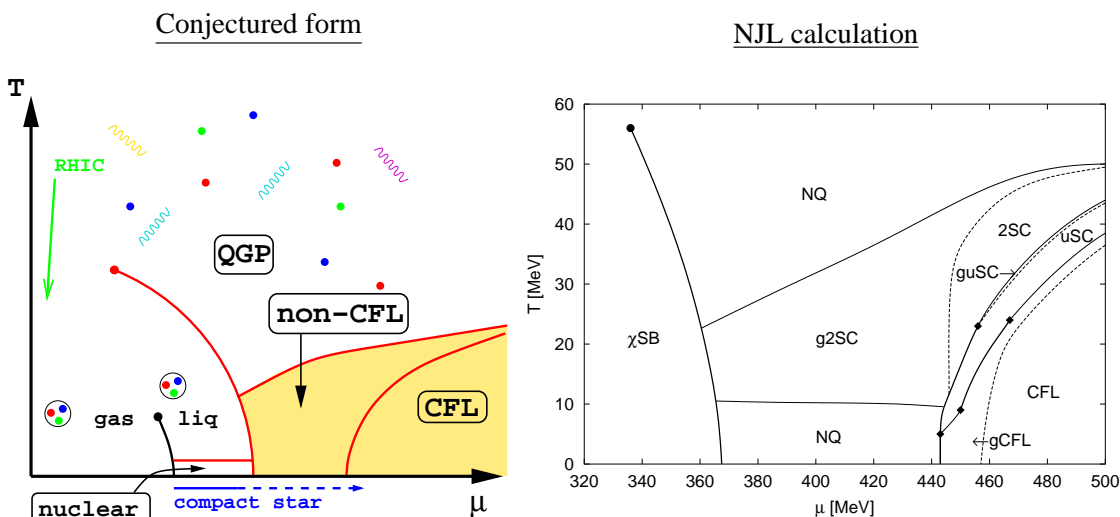 Conjectured form
T
RHIC
QGP
non-CFL
CFL
gas
liq
nuclear
compact star
μ
NJL calculation
60
50
40
30
20
10
0
T [MeV]
NQ
2SC
uSC
guSC→
χSB
g2SC
CFL
NQ
←gCFL
320 340 360 380 400 420 440 460 480 500
μ [MeV]